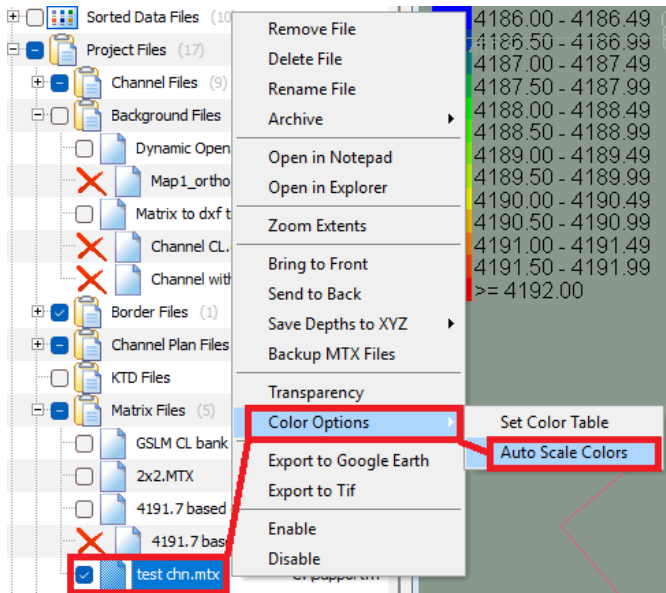 Sorted Data Files (10
Project Files (17)
Channel Files (9)
Background Files
Dynamic Open
Map1_ortho
Matrix to dxf t
Channel CL.
Channel with
Border Files (1)
Channel Plan Files
KTD Files
Matrix Files (5)
GSLM CL bank
2x2.MTX
4191.7 based
4191.7 base
test chn.mtx
Remove File
Delete File
Rename File
Archive
Open in Notepad
Open in Explorer
Zoom Extents
Bring to Front
Send to Back
Save Depths to XYZ
Backup MTX Files
Transparency
Color Options
Export to Google Earth
Export to Tif
Enable
Disable
Set Color Table
Auto Scale Colors
4186.00 - 4186.49
4186.50 - 4186.99
4187.00 - 4187.49
4187.50 - 4187.99
4188.00 - 4188.49
4188.50 - 4188.99
4189.00 - 4189.49
4189.50 - 4189.99
4190.00 - 4190.49
4190.50 - 4190.99
4191.00 - 4191.49
4191.50 - 4191.99
>= 4192.00